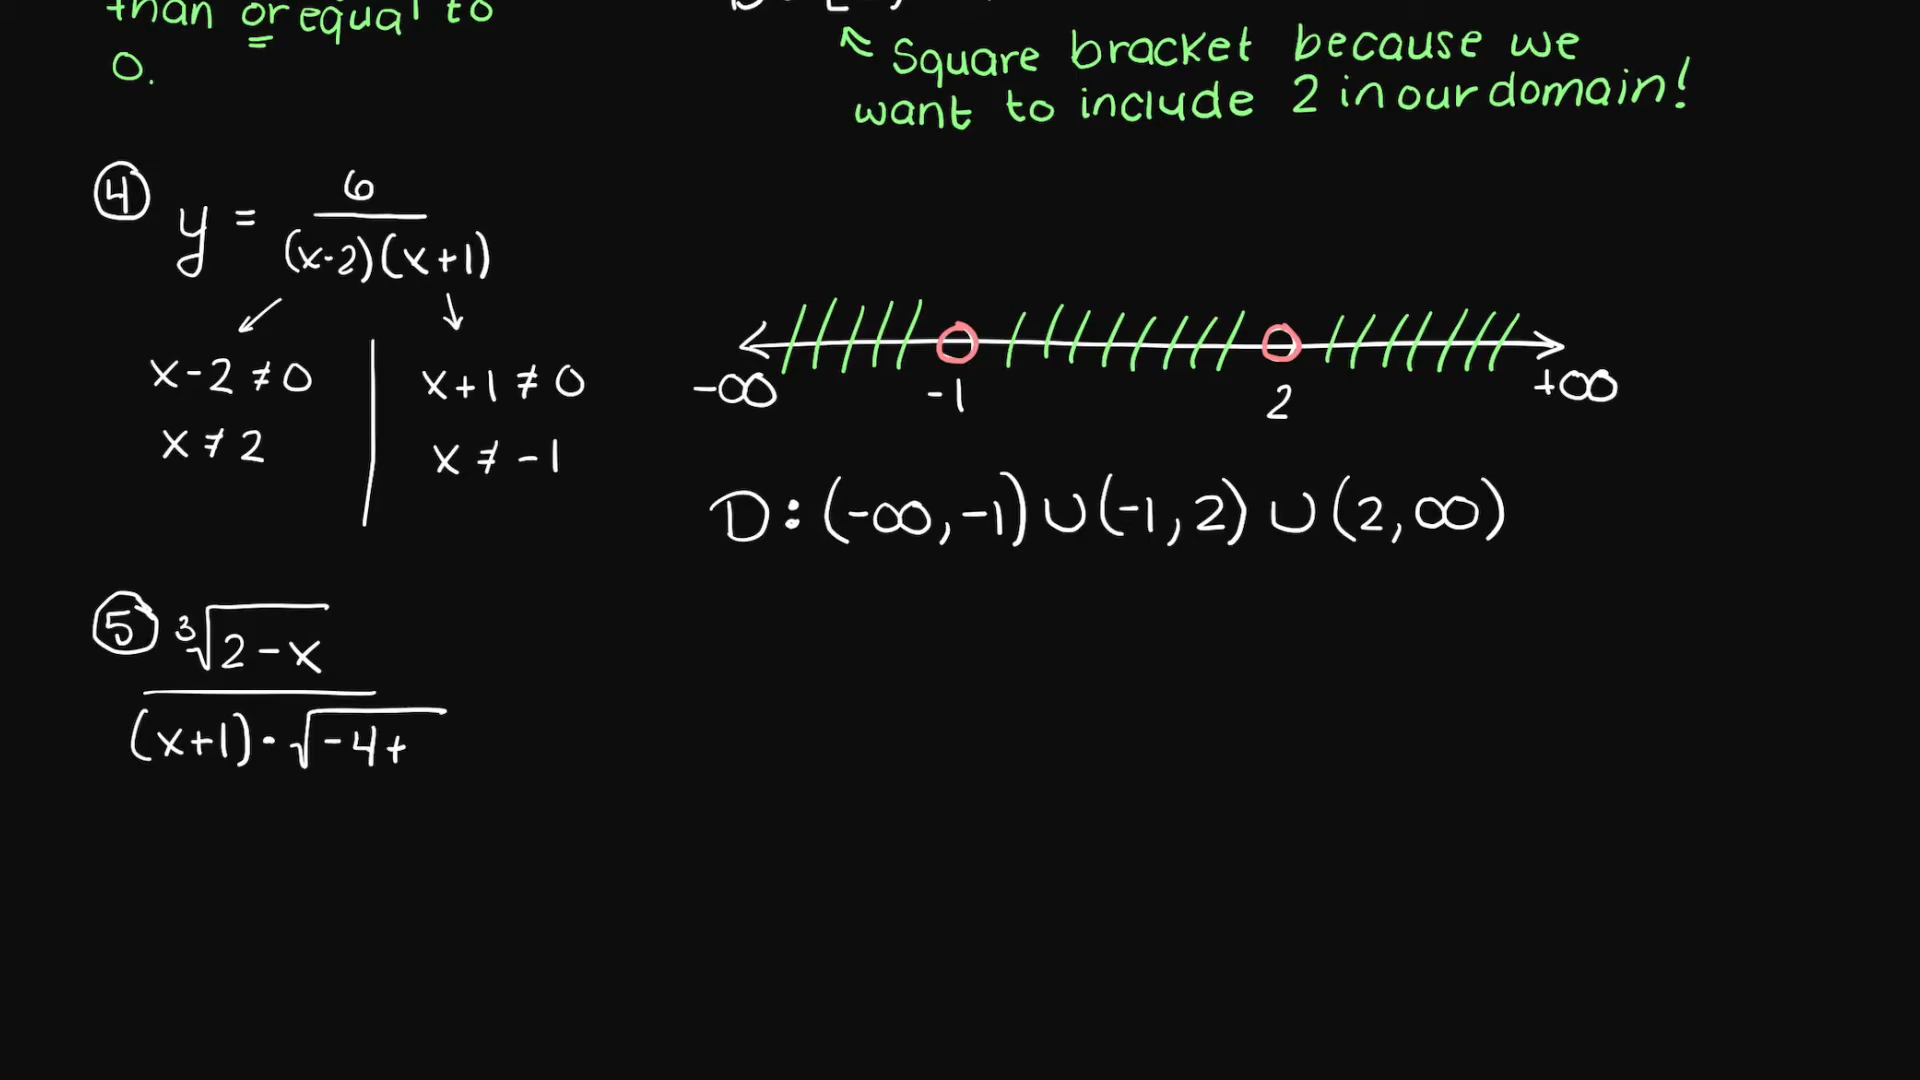 than or equal to
0.
Square bracket because we
want to include 2 in our domain!
④ y = 6 / (x-2)(x+1)
x-2 ≠ 0
x ≠ 2
x+1 ≠ 0
x ≠ -1
-∞ -1 2 +∞
D: (-∞,-1) ∪ (-1,2) ∪ (2,∞)
⑤ ³√2-x
(x+1)·√-4+